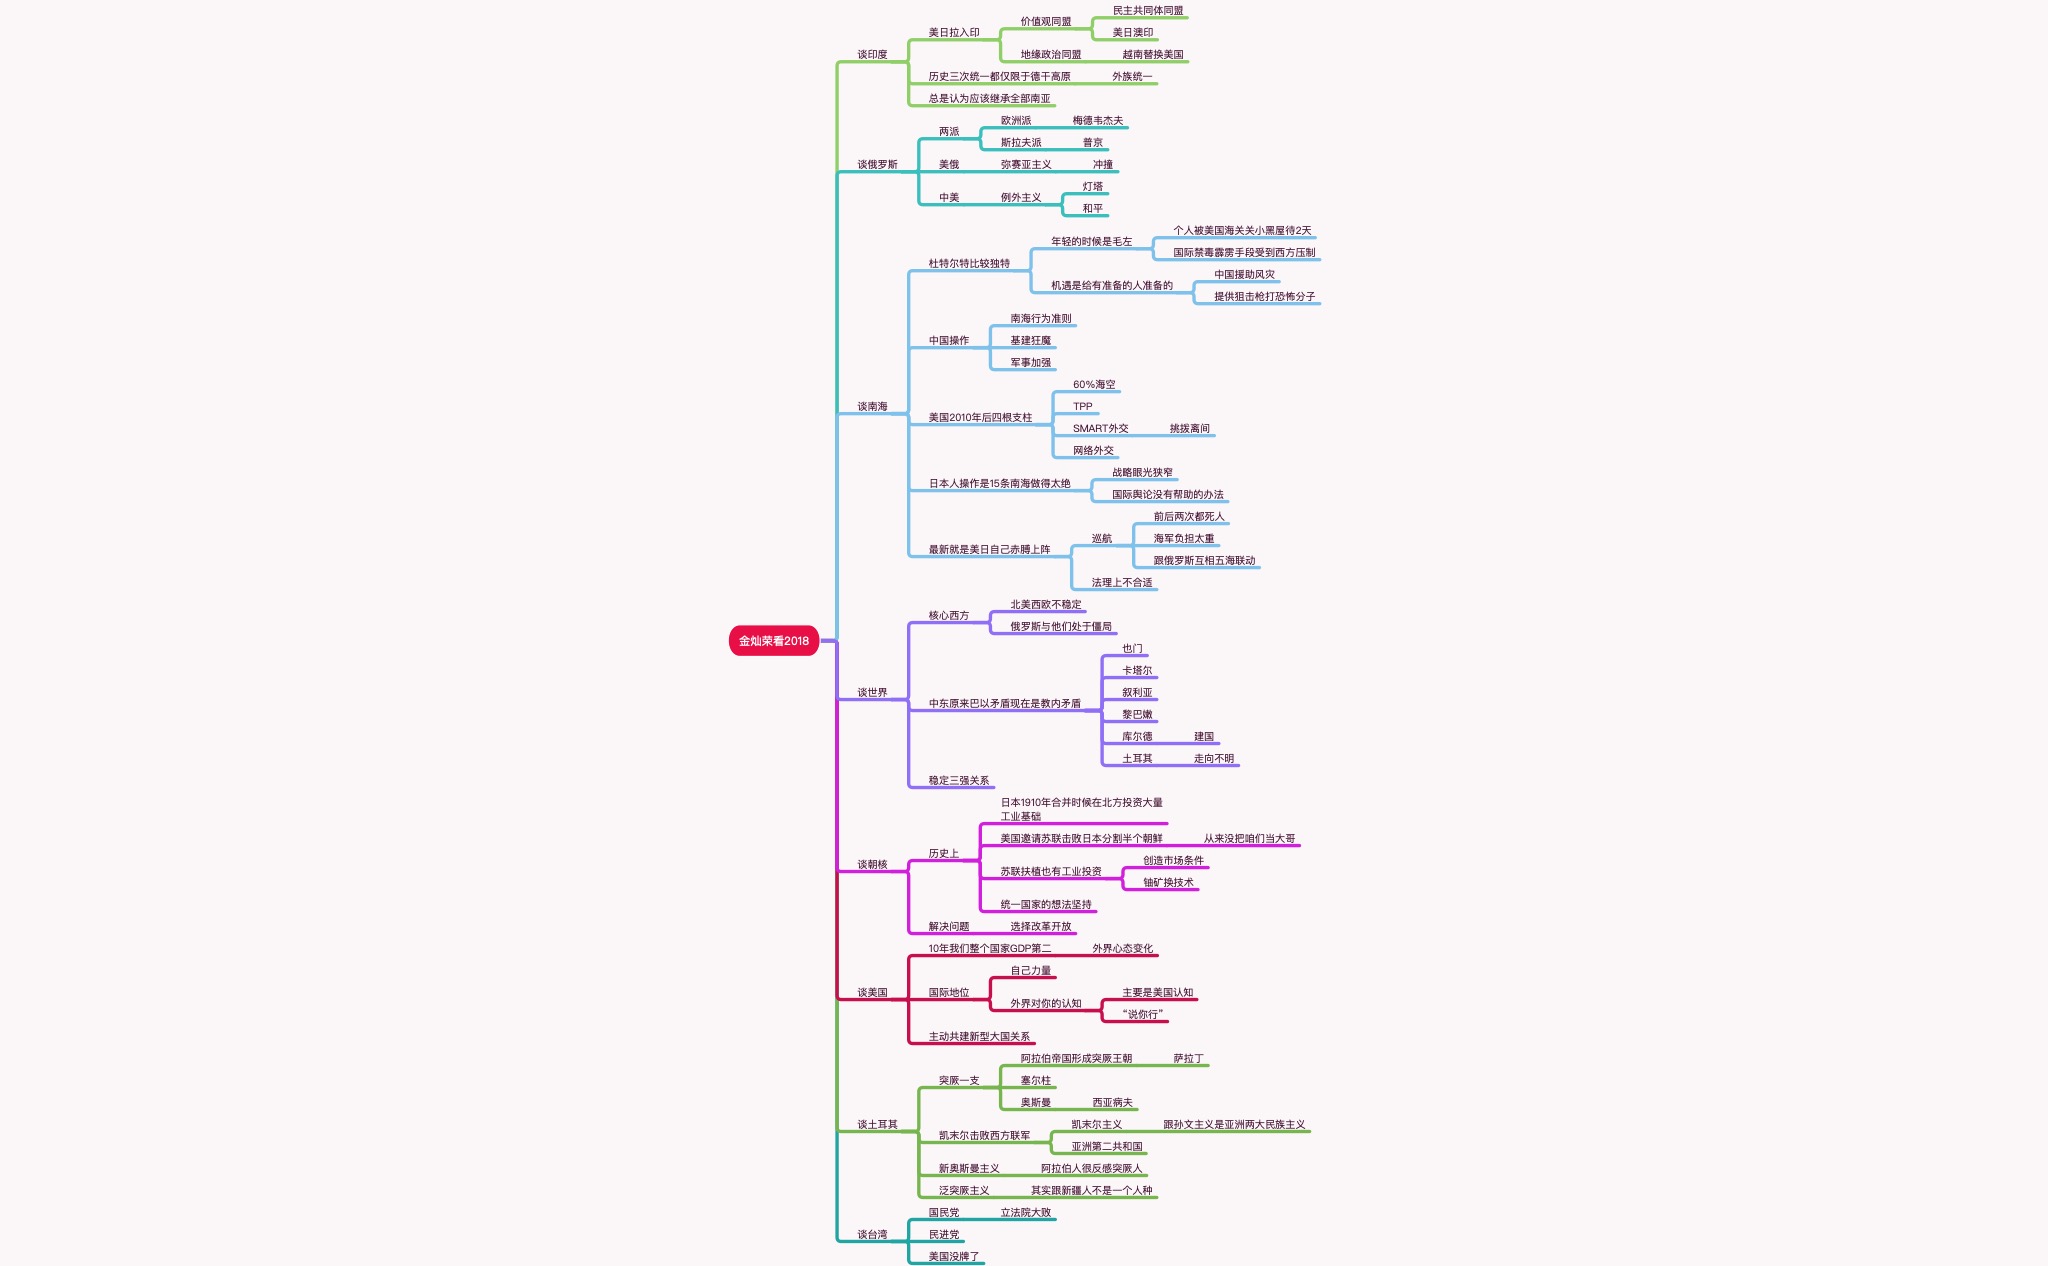 金灿荣看2018
谈印度
美日拉入印
价值观同盟
民主共同体同盟
美日澳印
地缘政治同盟
越南替换美国
历史三次统一都仅限于德干高原
外族统一
总是认为应该继承全部南亚
谈俄罗斯
两派
欧洲派
梅德韦杰夫
斯拉夫派
普京
美俄
弥赛亚主义
冲撞
中美
例外主义
灯塔
和平
谈南海
杜特尔特比较独特
年轻的时候是毛左
个人被美国海关关小黑屋待2天
国际禁毒霹雳手段受到西方压制
机遇是给有准备的人准备的
中国援助风灾
提供狙击枪打恐怖分子
中国操作
南海行为准则
基建狂魔
军事加强
美国2010年后四根支柱
60%海空
TPP
SMART外交
挑拨离间
网络外交
日本人操作是15条南海做得太绝
战略眼光狭窄
国际舆论没有帮助的办法
最新就是美日自己赤膊上阵
巡航
前后两次都死人
海军负担太重
跟俄罗斯互相五海联动
法理上不合适
谈世界
核心西方
北美西欧不稳定
俄罗斯与他们处于僵局
中东原来巴以矛盾现在是教内矛盾
也门
卡塔尔
叙利亚
黎巴嫩
库尔德
建国
土耳其
走向不明
稳定三强关系
谈朝核
历史上
日本1910年合并时候在北方投资大量
工业基础
美国邀请苏联击败日本分割半个朝鲜
从来没把咱们当大哥
苏联扶植也有工业投资
创造市场条件
铀矿换技术
统一国家的想法坚持
解决问题
选择改革开放
谈美国
10年我们整个国家GDP第二
外界心态变化
国际地位
自己力量
外界对你的认知
主要是美国认知
“说你行”
主动共建新型大国关系
谈土耳其
突厥一支
阿拉伯帝国形成突厥王朝
萨拉丁
塞尔柱
奥斯曼
西亚病夫
凯末尔击败西方联军
凯末尔主义
跟孙文主义是亚洲两大民族主义
亚洲第二共和国
新奥斯曼主义
阿拉伯人很反感突厥人
泛突厥主义
其实跟新疆人不是一个人种
谈台湾
国民党
立法院大败
民进党
美国没牌了